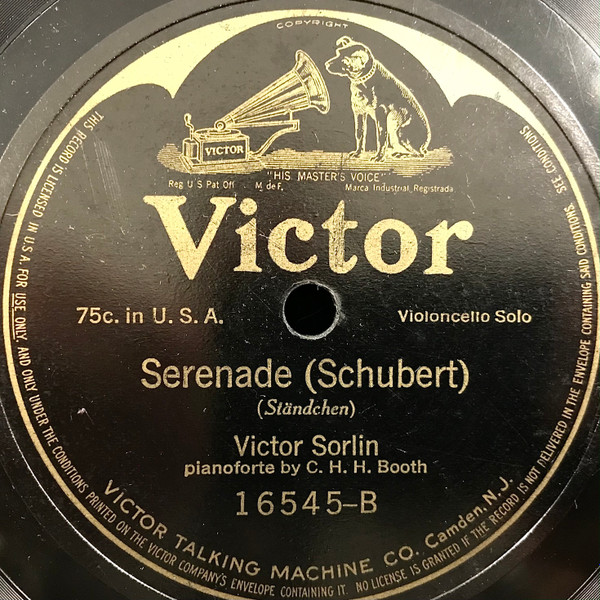 COPYRIGHT
VICTOR
"HIS MASTER'S VOICE"
Reg. U.S. Pat. Off. M. de F. Marca Industrial Registrada
Victor
75c. in U. S. A. Violoncello Solo
Serenade (Schubert)
(Ständchen)
Victor Sorlin
pianoforte by C. H. H. Booth
16545-B
VICTOR TALKING MACHINE CO. Camden, N.J.
THIS RECORD IS LICENSED IN U.S.A. FOR USE ONLY, AND ONLY UNDER THE CONDITIONS PRINTED ON THE VICTOR COMPANY'S ENVELOPE CONTAINING IT. NO LICENSE IS GRANTED IF THE RECORD IS NOT DELIVERED IN THE ENVELOPE CONTAINING SAID CONDITIONS. SEE CONDITIONS